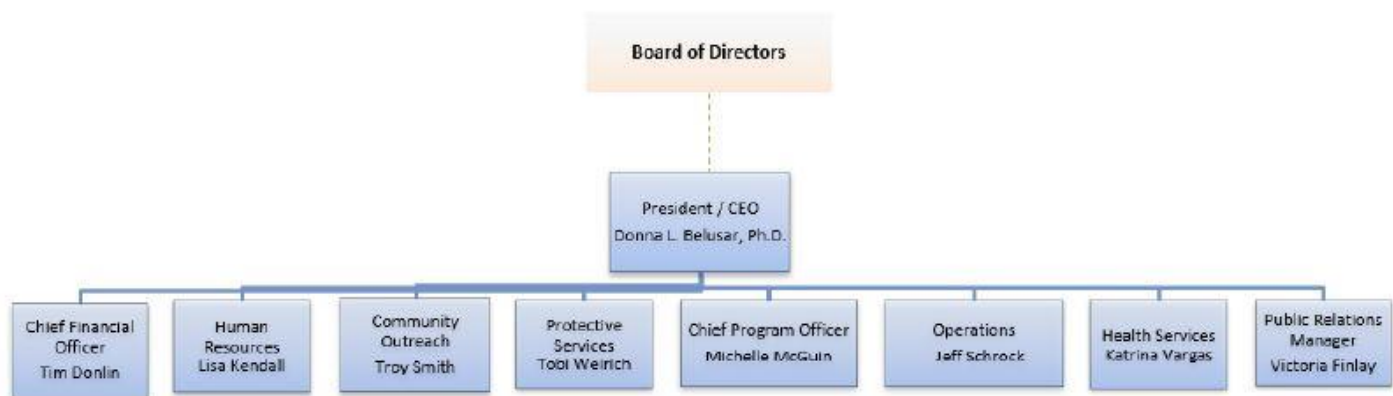 Board of Directors
President / CEO
Donna L. Belusar, Ph.D.
Chief Financial
Officer
Tim Donlin
Human
Resources
Lisa Kendall
Community
Outreach
Troy Smith
Protective
Services
Tobi Welrich
Chief Program Officer
Michelle McGuin
Operations
Jeff Schrock
Health Services
Katrina Vargas
Public Relations
Manager
Victoria Finlay